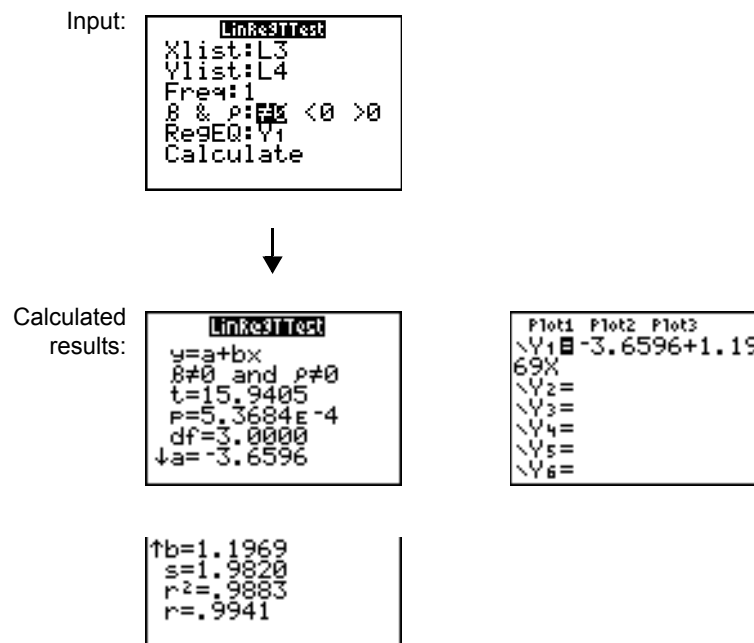 Input:
LinRegTTest
Xlist:L3
Ylist:L4
Freq:1
β & ρ:≠0 <0 >0
RegEQ:Y1
Calculate
Calculated
results:
LinRegTTest
y=a+bx
β≠0 and ρ≠0
t=15.9405
p=5.3684ᴇ-4
df=3.0000
↓a=-3.6596
Plot1 Plot2 Plot3
\Y1=-3.6596+1.19
69X
\Y2=
\Y3=
\Y4=
\Y5=
\Y6=
↑b=1.1969
s=1.9820
r²=.9883
r=.9941